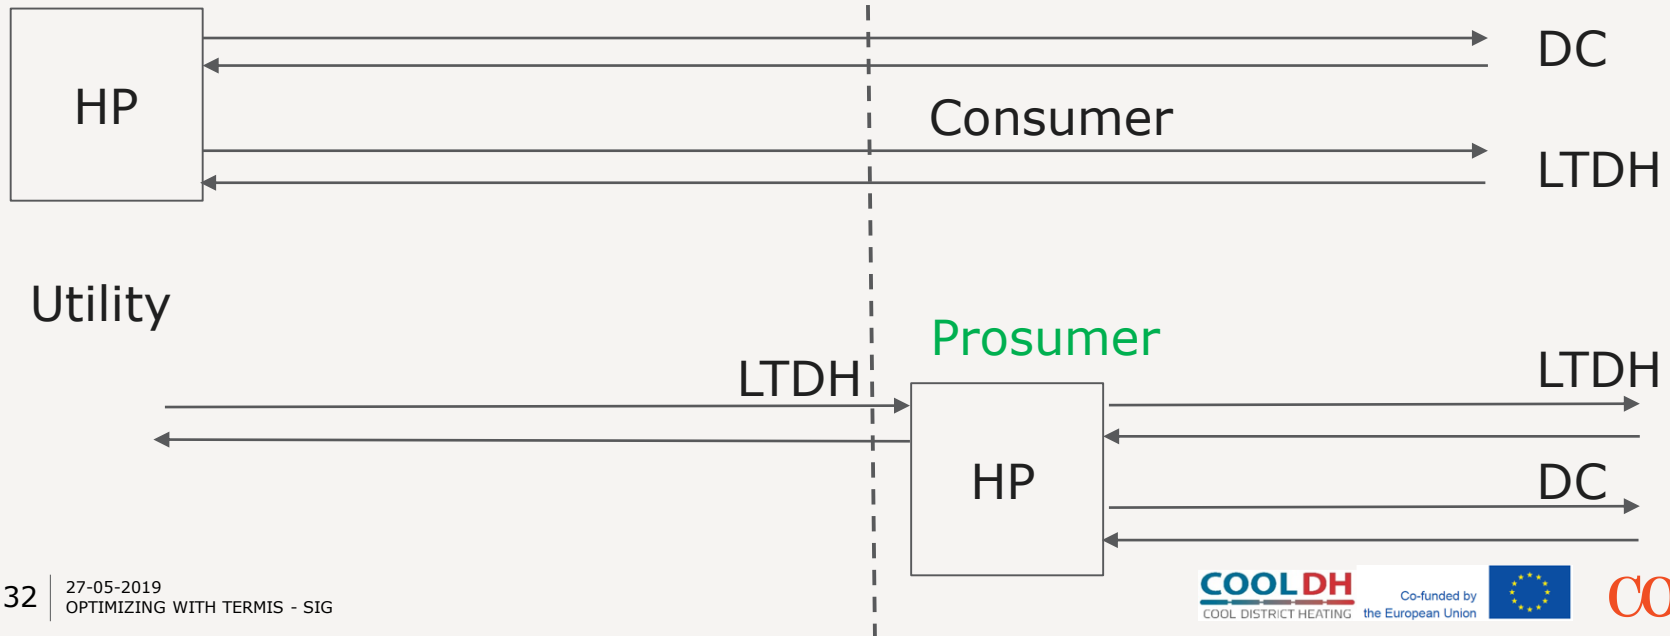 HP
DC
Consumer
LTDH
Utility
Prosumer
LTDH
LTDH
HP
DC
32
27-05-2019
OPTIMIZING WITH TERMIS - SIG
COOLDH
COOL DISTRICT HEATING
Co-funded by
the European Union